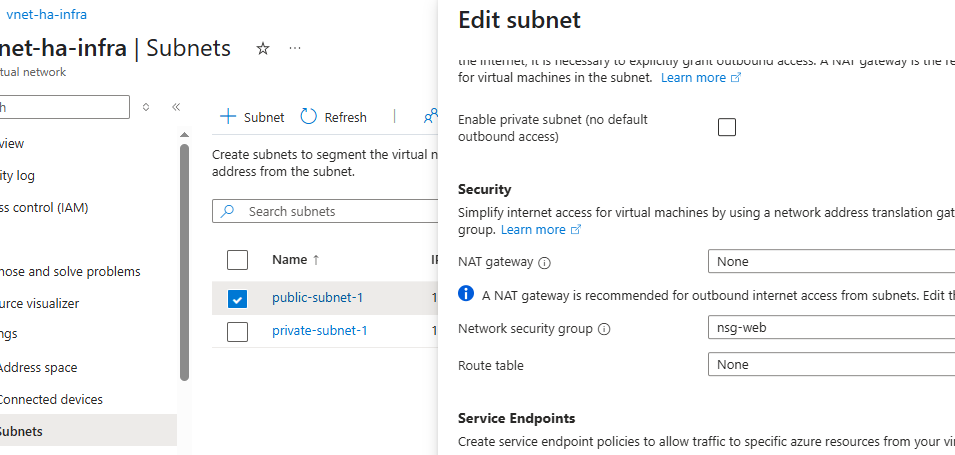 vnet-ha-infra
net-ha-infra | Subnets
tual network
h
view
ity log
ss control (IAM)
nose and solve problems
urce visualizer
ngs
Address space
Connected devices
Subnets
Subnet
Refresh
Create subnets to segment the virtual n
address from the subnet.
Search subnets
Name ↑
IP
public-subnet-1
1
private-subnet-1
1
Edit subnet
the internet, it is necessary to explicitly grant outbound access. A NAT gateway is the re
for virtual machines in the subnet. Learn more
Enable private subnet (no default
outbound access)
Security
Simplify internet access for virtual machines by using a network address translation gat
group. Learn more
NAT gateway
None
A NAT gateway is recommended for outbound internet access from subnets. Edit th
Network security group
nsg-web
Route table
None
Service Endpoints
Create service endpoint policies to allow traffic to specific azure resources from your vi